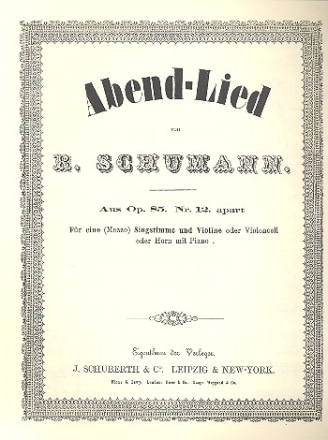 Abend-Lied
von
R. SCHUMANN.
Aus Op. 85. Nr. 12. apart
Für eine (Mezzo) Singstimme und Violine oder Violoncell
oder Horn mit Piano.
Eigenthum der Verleger.
J. SCHUBERTH & Co. LEIPZIG & NEW-YORK.